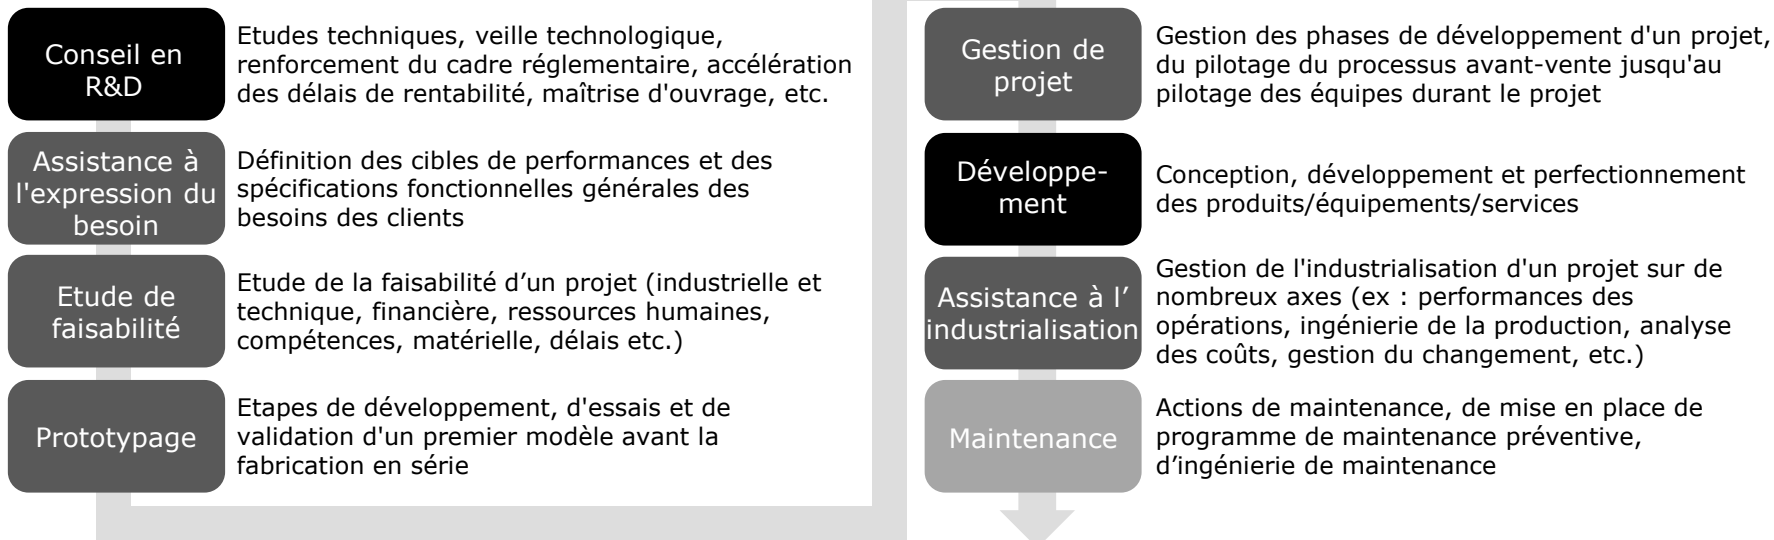 Conseil en
R&D
Etudes techniques, veille technologique,
renforcement du cadre réglementaire, accélération
des délais de rentabilité, maîtrise d'ouvrage, etc.
Assistance à
l'expression du
besoin
Définition des cibles de performances et des
spécifications fonctionnelles générales des
besoins des clients
Etude de
faisabilité
Etude de la faisabilité d’un projet (industrielle et
technique, financière, ressources humaines,
compétences, matérielle, délais etc.)
Prototypage
Etapes de développement, d'essais et de
validation d'un premier modèle avant la
fabrication en série
Gestion de
projet
Gestion des phases de développement d'un projet,
du pilotage du processus avant-vente jusqu'au
pilotage des équipes durant le projet
Développe-
ment
Conception, développement et perfectionnement
des produits/équipements/services
Assistance à l’
industrialisation
Gestion de l'industrialisation d'un projet sur de
nombreux axes (ex : performances des
opérations, ingénierie de la production, analyse
des coûts, gestion du changement, etc.)
Maintenance
Actions de maintenance, de mise en place de
programme de maintenance préventive,
d’ingénierie de maintenance